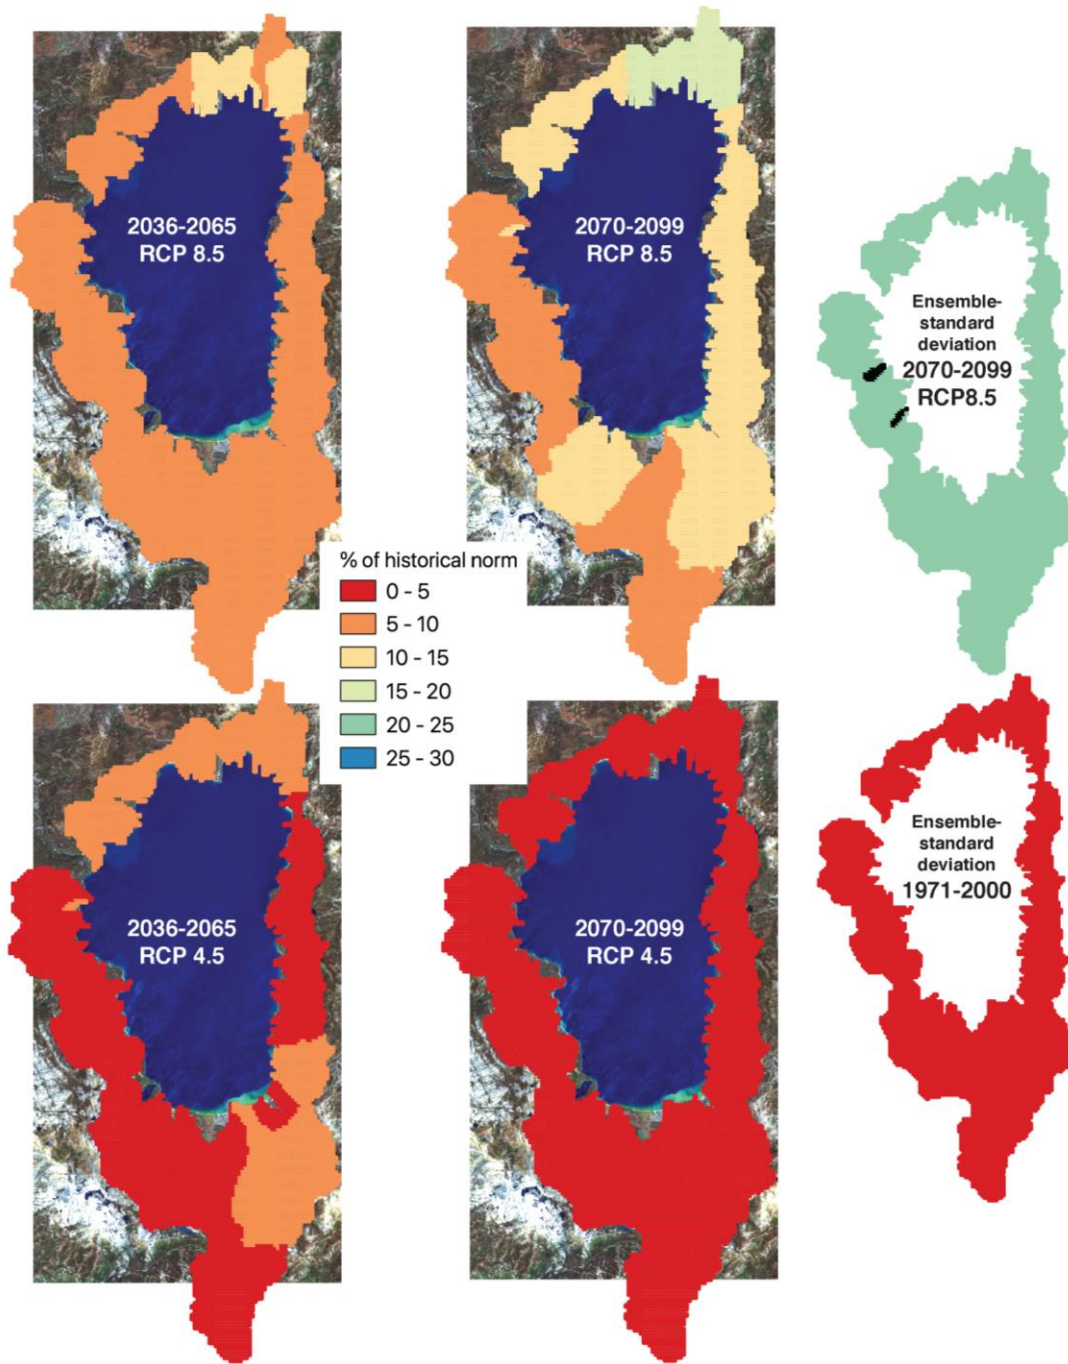 2036-2065
RCP 8.5
2070-2099
RCP 8.5
Ensemble-
standard
deviation
2070-2099
RCP8.5
% of historical norm
0 - 5
5 - 10
10 - 15
15 - 20
20 - 25
25 - 30
2036-2065
RCP 4.5
2070-2099
RCP 4.5
Ensemble-
standard
deviation
1971-2000